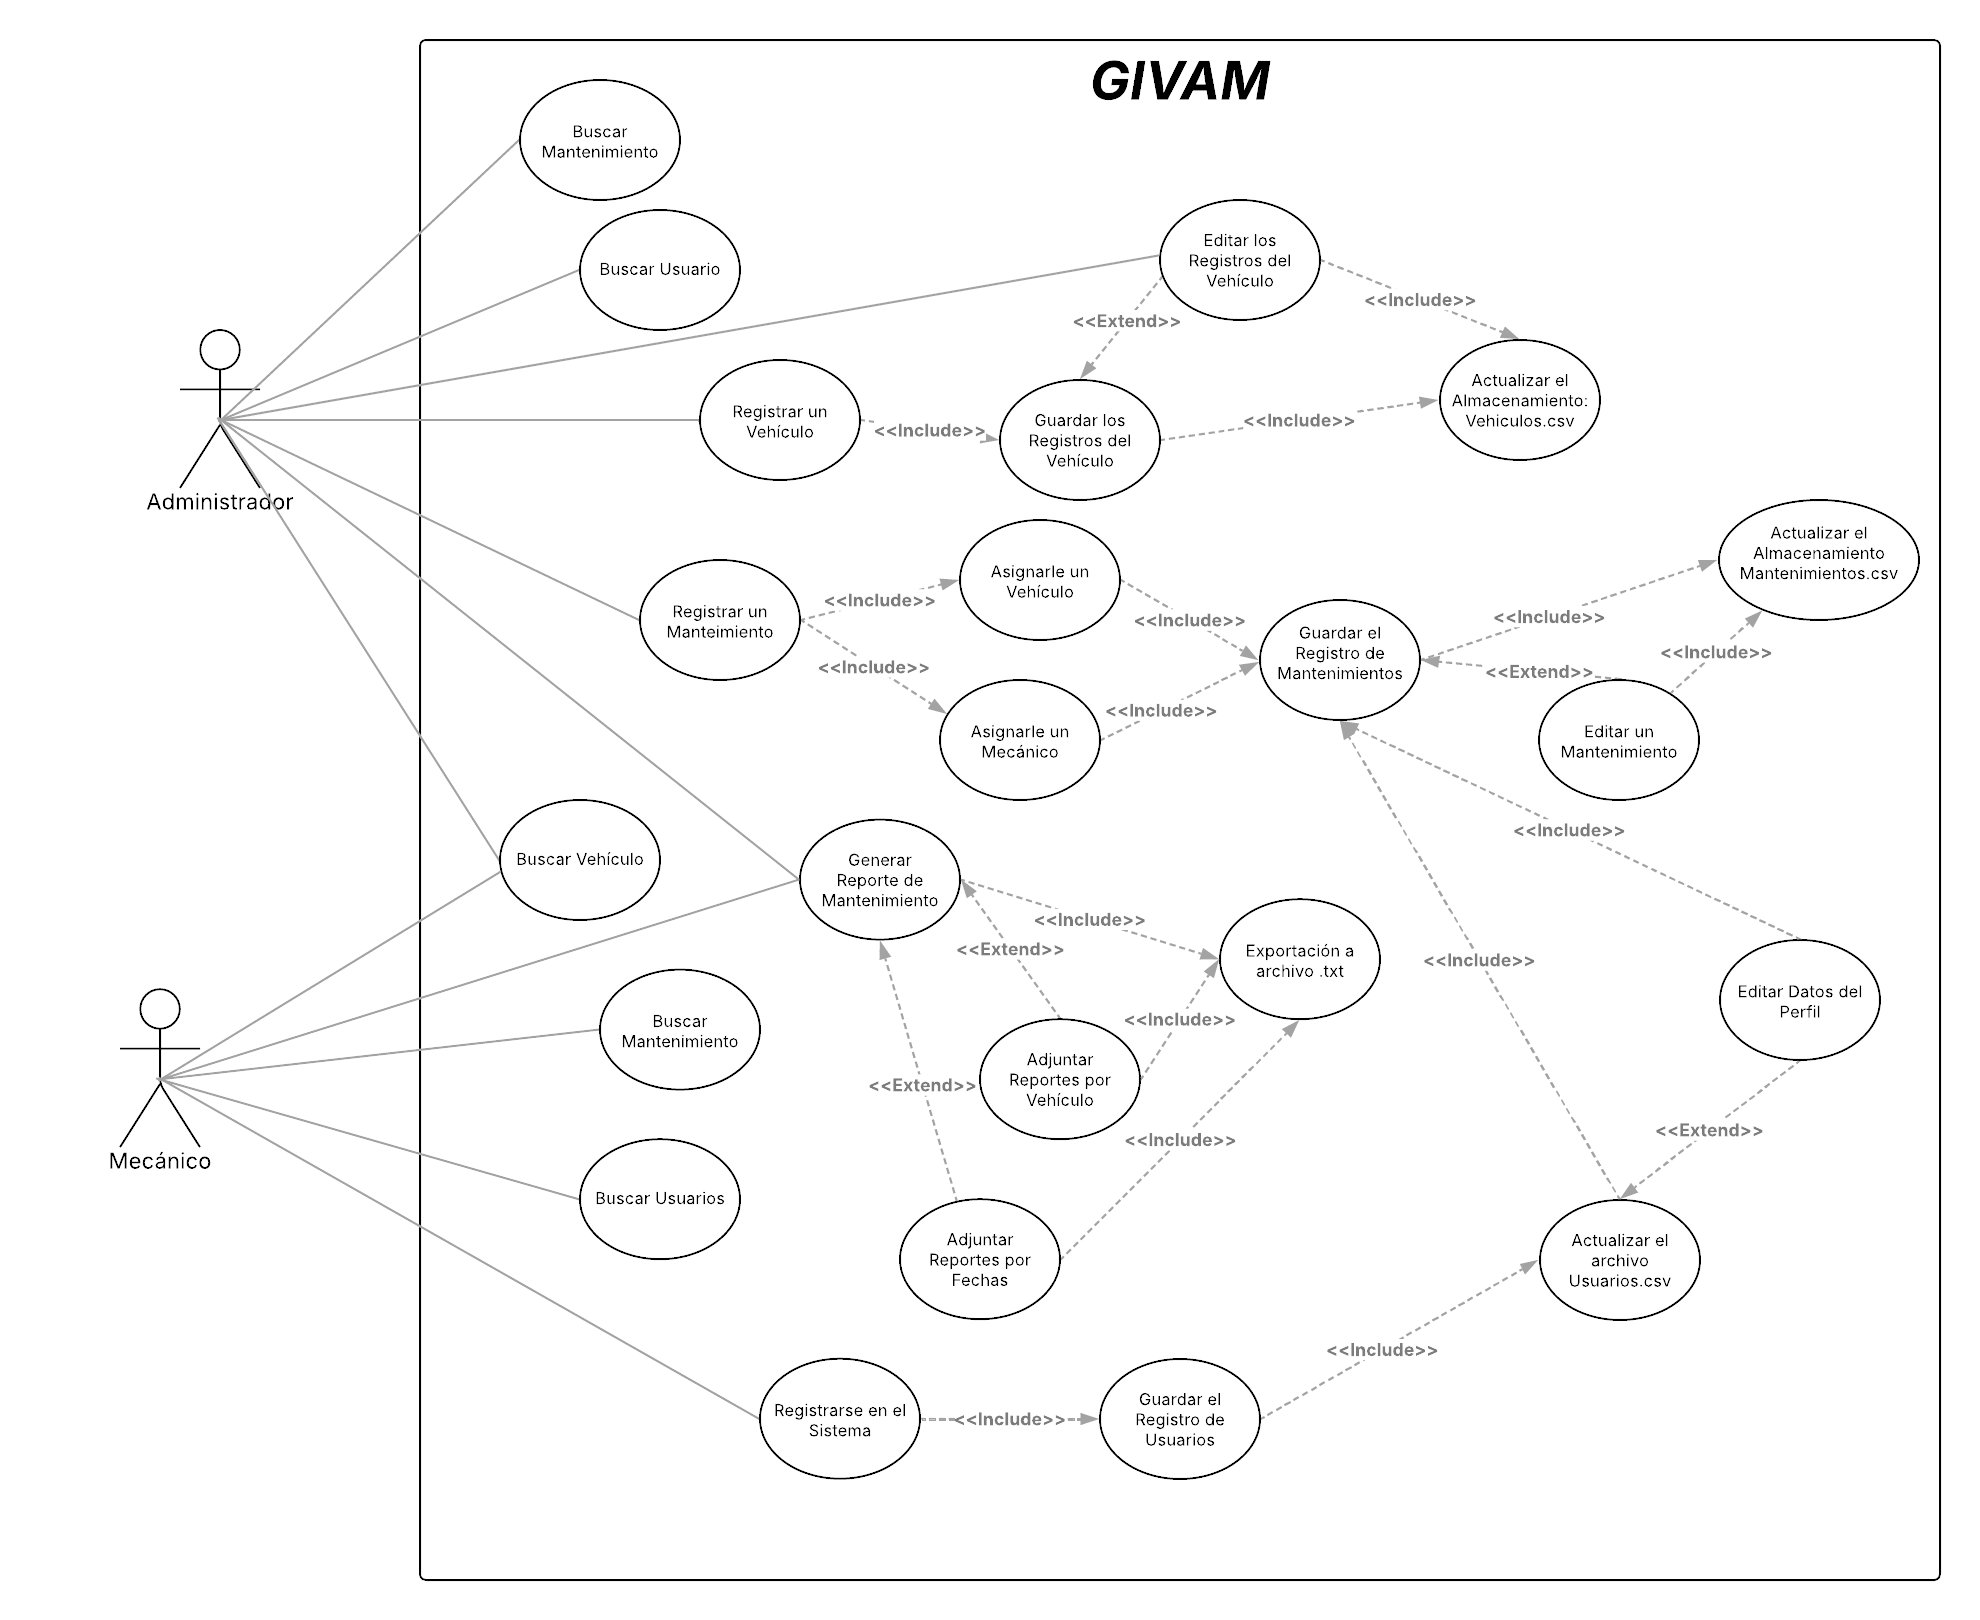 GIVAM
Buscar
Mantenimiento
Buscar Usuario
Editar los
Registros del
Vehículo
<<Include>>
<<Extend>>
Actualizar el
Almacenamiento:
Vehiculos.csv
Registrar un
Vehículo
<<Include>>
Guardar los
Registros del
Vehículo
<<Include>>
Administrador
Asignarle un
Vehículo
Actualizar el
Almacenamiento
Mantenimientos.csv
Registrar un
Manteimiento
<<Include>>
<<Include>>
<<Include>>
Guardar el
Registro de
Mantenimientos
<<Include>>
<<Include>>
<<Extend>>
Asignarle un
Mecánico
<<Include>>
Editar un
Mantenimiento
<<Include>>
Buscar Vehículo
Generar
Reporte de
Mantenimiento
<<Include>>
<<Extend>>
Exportación a
archivo .txt
<<Include>>
Editar Datos del
Perfil
Buscar
Mantenimiento
<<Include>>
Adjuntar
Reportes por
Vehículo
<<Extend>>
<<Include>>
<<Extend>>
Mecánico
Buscar Usuarios
Adjuntar
Reportes por
Fechas
Actualizar el
archivo
Usuarios.csv
<<Include>>
Registrarse en el
Sistema
<<Include>>
Guardar el
Registro de
Usuarios